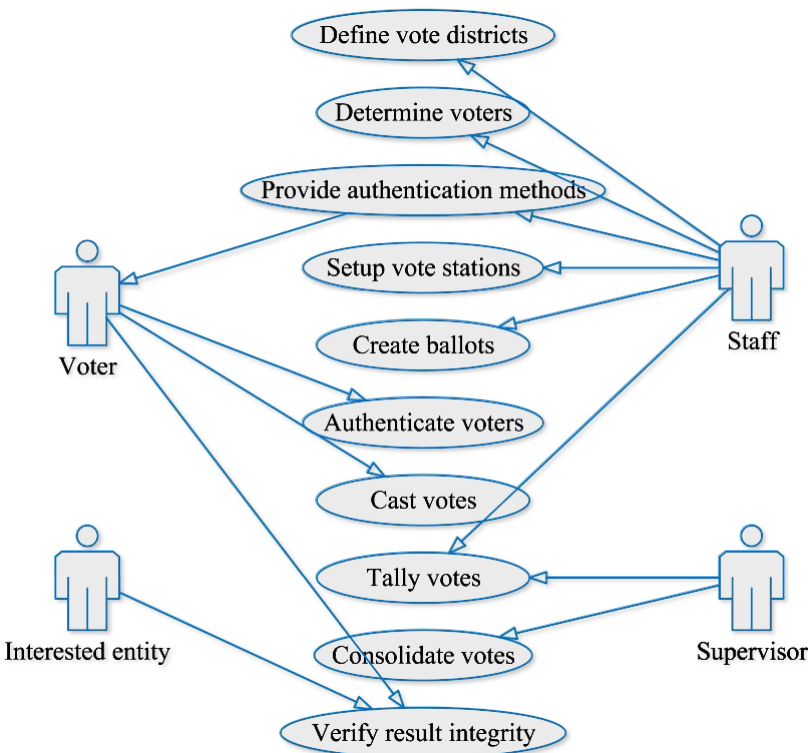 Define vote districts
Determine voters
Provide authentication methods
Setup vote stations
Create ballots
Authenticate voters
Cast votes
Tally votes
Consolidate votes
Verify result integrity
Voter
Interested entity
Staff
Supervisor